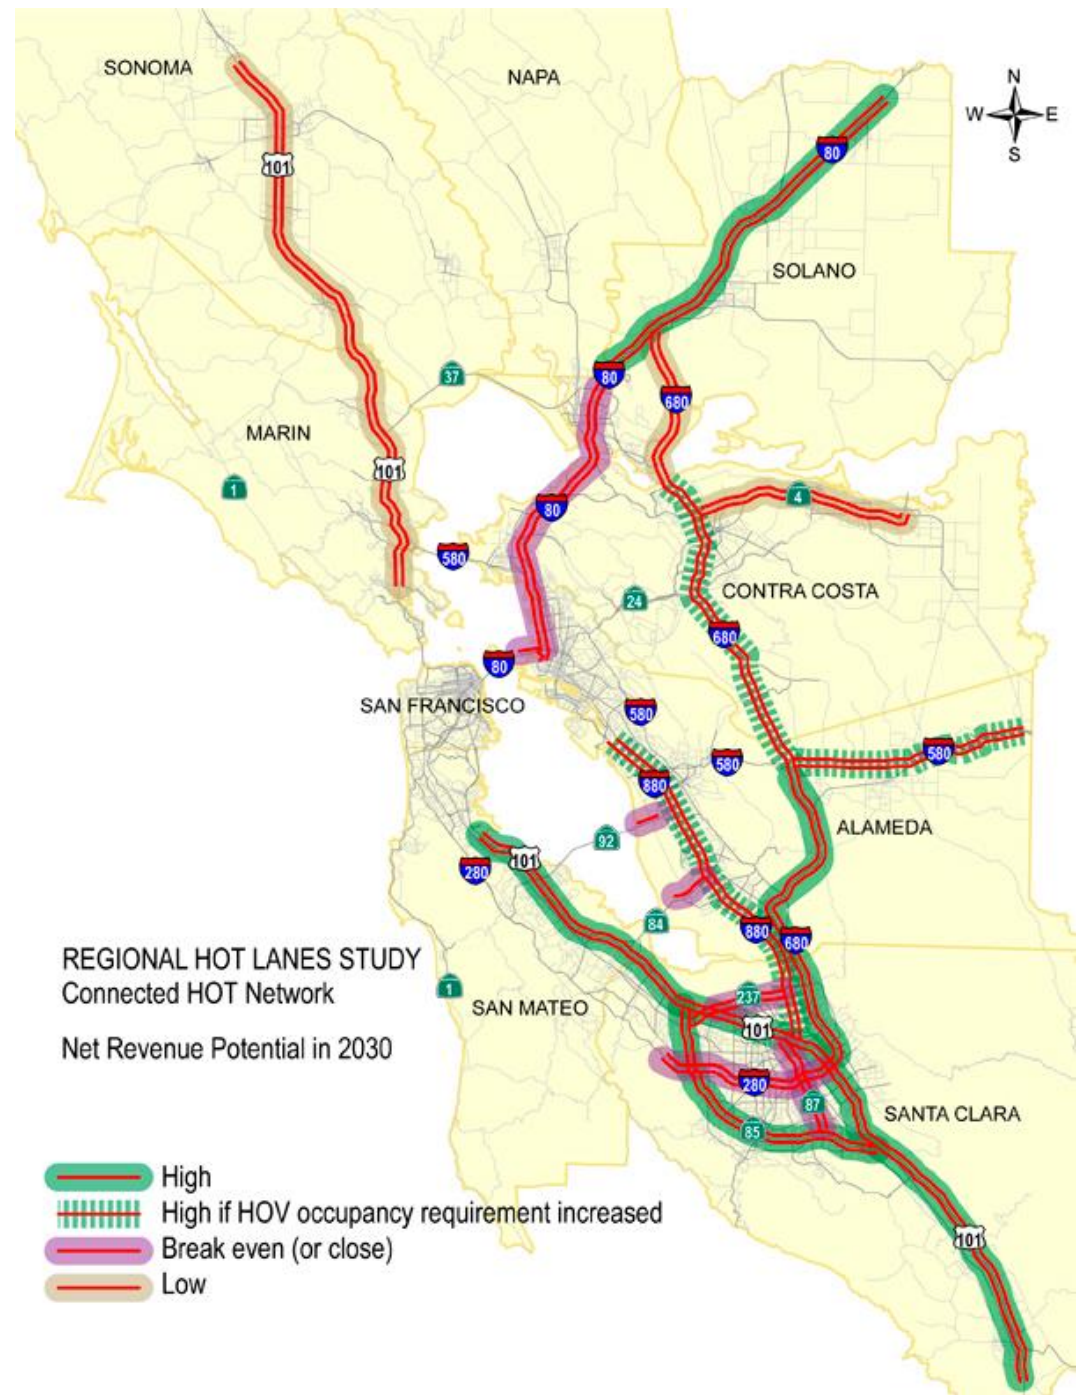 SONOMA
NAPA
N
W
E
S
101
80
SOLANO
37
80
680
MARIN
101
1
4
80
580
CONTRA COSTA
24
680
80
SAN FRANCISCO
580
580
580
880
ALAMEDA
92
101
280
84
880
680
REGIONAL HOT LANES STUDY
Connected HOT Network
Net Revenue Potential in 2030
1
SAN MATEO
237
101
280
87
85
SANTA CLARA
101
High
High if HOV occupancy requirement increased
Break even (or close)
Low